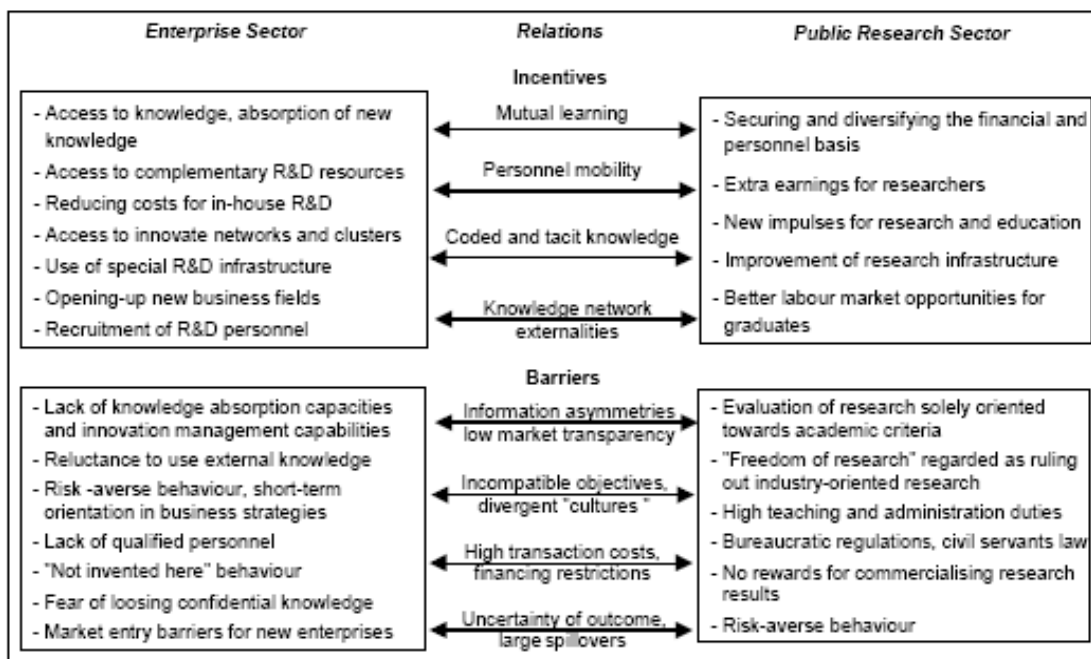 Enterprise Sector
Relations
Public Research Sector
Incentives
- Access to knowledge, absorption of new
knowledge
- Access to complementary R&D resources
- Reducing costs for in-house R&D
- Access to innovate networks and clusters
- Use of special R&D infrastructure
- Opening-up new business fields
- Recruitment of R&D personnel
Mutual learning
Personnel mobility
Coded and tacit knowledge
Knowledge network
externalities
- Securing and diversifying the financial and
personnel basis
- Extra earnings for researchers
- New impulses for research and education
- Improvement of research infrastructure
- Better labour market opportunities for
graduates
Barriers
- Lack of knowledge absorption capacities
and innovation management capabilities
- Reluctance to use external knowledge
- Risk -averse behaviour, short-term
orientation in business strategies
- Lack of qualified personnel
- "Not invented here" behaviour
- Fear of loosing confidential knowledge
- Market entry barriers for new enterprises
Information asymmetries
low market transparency
Incompatible objectives,
divergent "cultures "
High transaction costs,
financing restrictions
Uncertainty of outcome,
large spillovers
- Evaluation of research solely oriented
towards academic criteria
- "Freedom of research" regarded as ruling
out industry-oriented research
- High teaching and administration duties
- Bureaucratic regulations, civil servants law
- No rewards for commercialising research
results
- Risk-averse behaviour